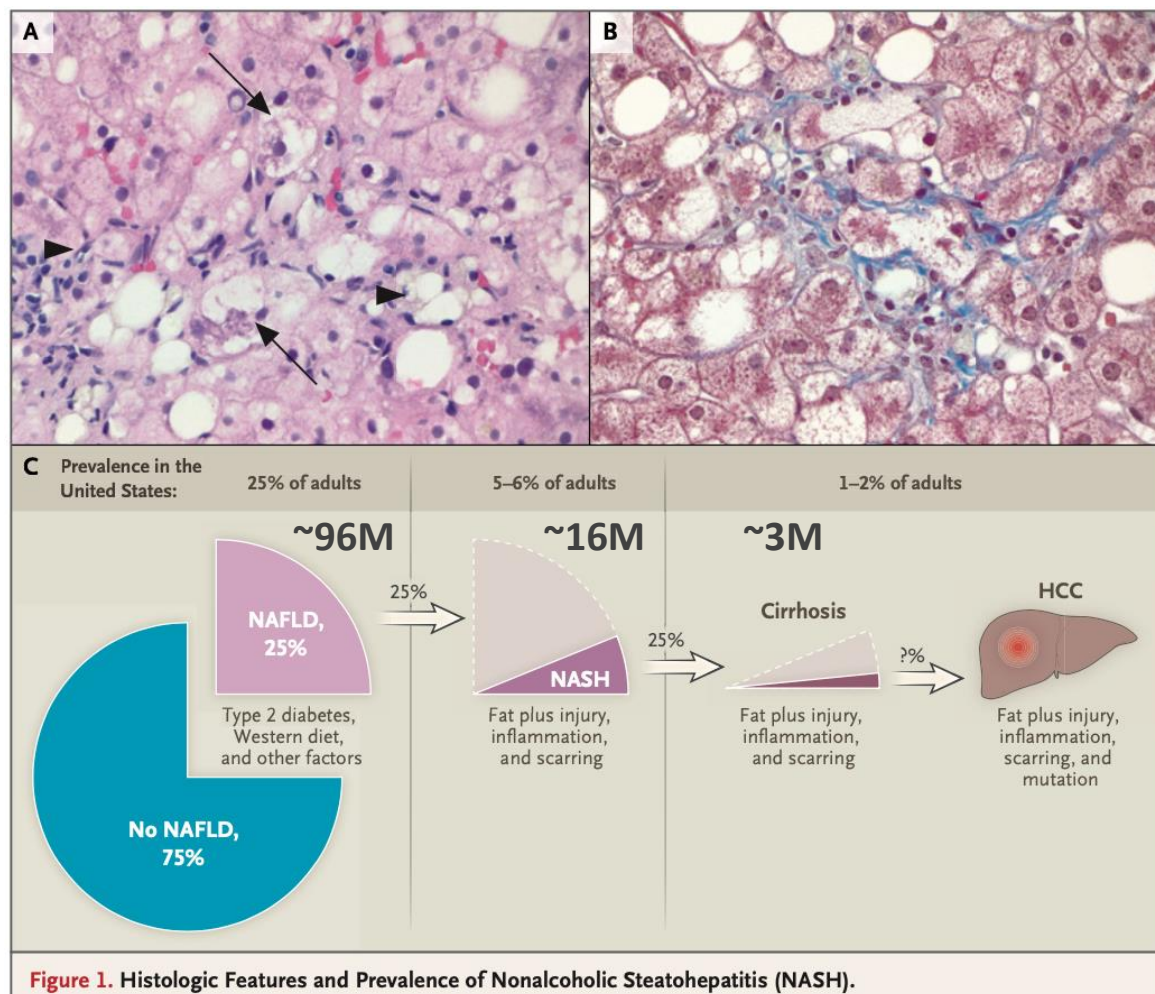 A
B
C
Prevalence in the
United States:
25% of adults
5–6% of adults
1–2% of adults
~96M
~16M
~3M
NAFLD,
25%
25%
NASH
25%
Cirrhosis
?%
HCC
Type 2 diabetes,
Western diet,
and other factors
Fat plus injury,
inflammation,
and scarring
Fat plus injury,
inflammation,
and scarring
Fat plus injury,
inflammation,
scarring, and
mutation
No NAFLD,
75%
Figure 1. Histologic Features and Prevalence of Nonalcoholic Steatohepatitis (NASH).